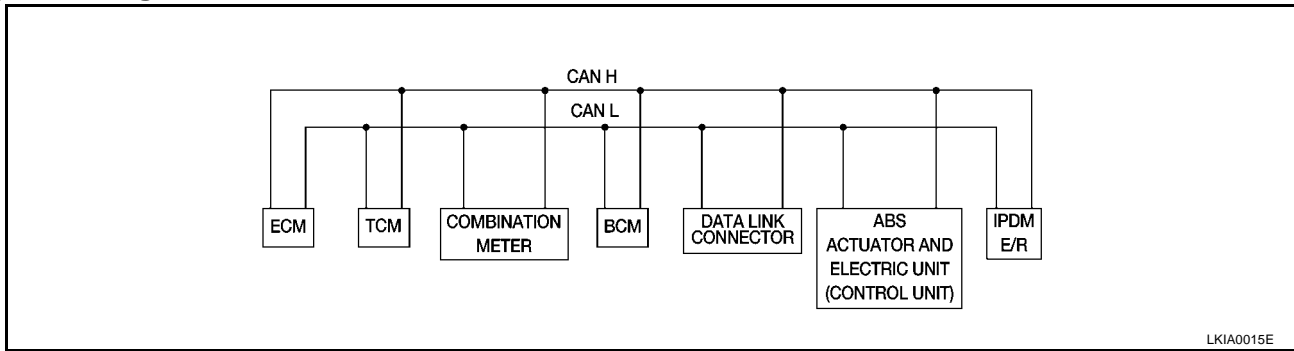 CAN H
CAN L
ECM
TCM
COMBINATION
METER
BCM
DATA LINK
CONNECTOR
ABS
ACTUATOR AND
ELECTRIC UNIT
(CONTROL UNIT)
IPDM
E/R
LKIA0015E